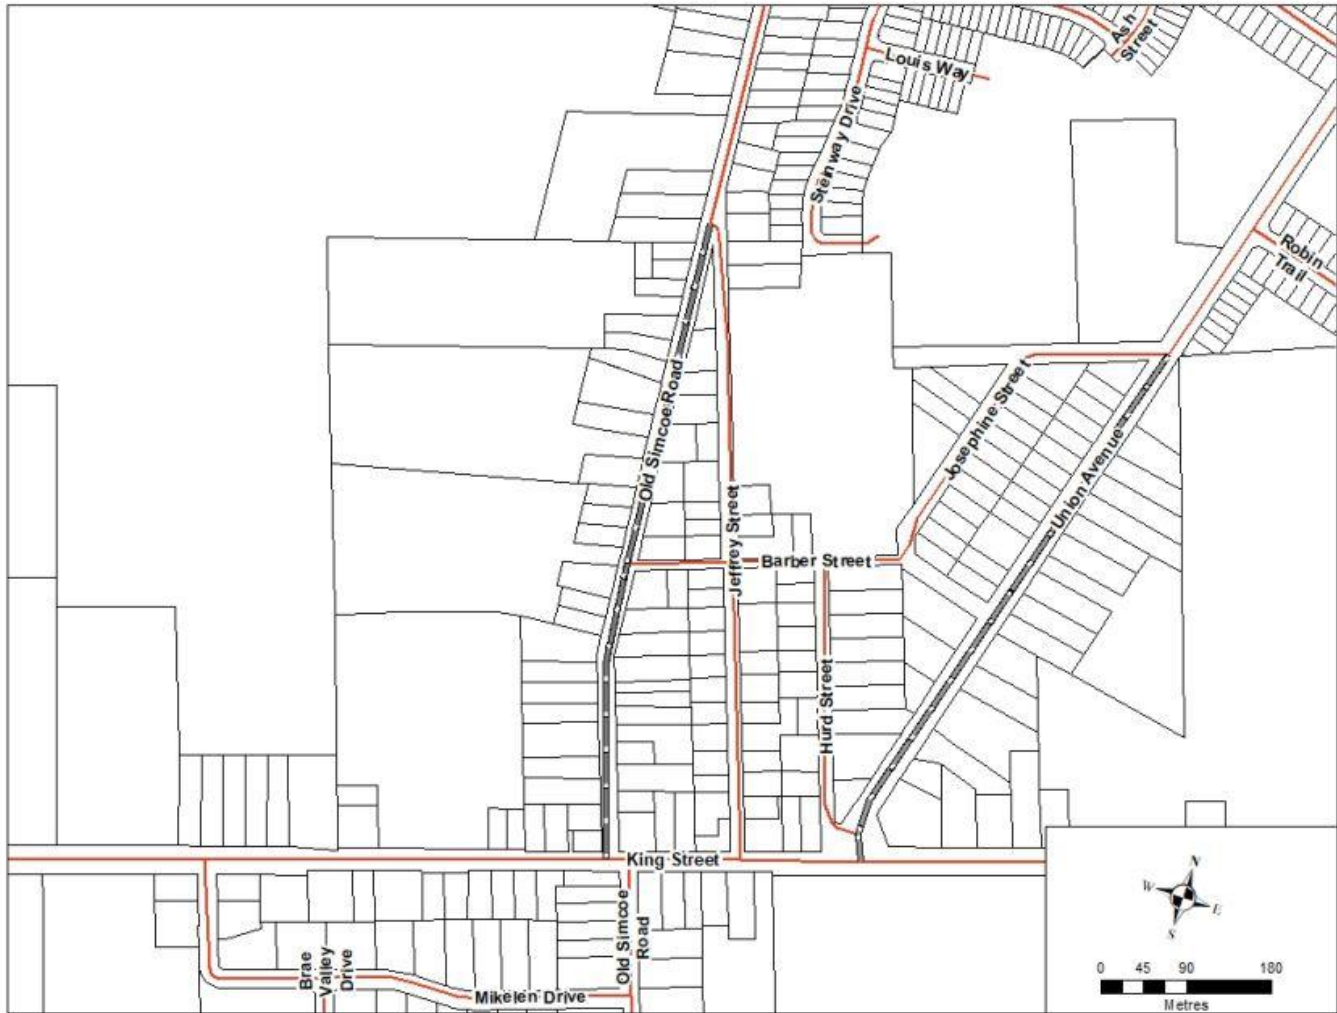 Ash
Street
Louis Way
Steinway Drive
Robin
Trail
Old Simcoe Road
Josephine Street
Union Avenue
Jeffrey Street
Barber Street
Hurd Street
King Street
Old Simcoe
Road
Brae
Valley
Drive
Mikelen Drive
N
W
E
S
0 45 90 180
Metres